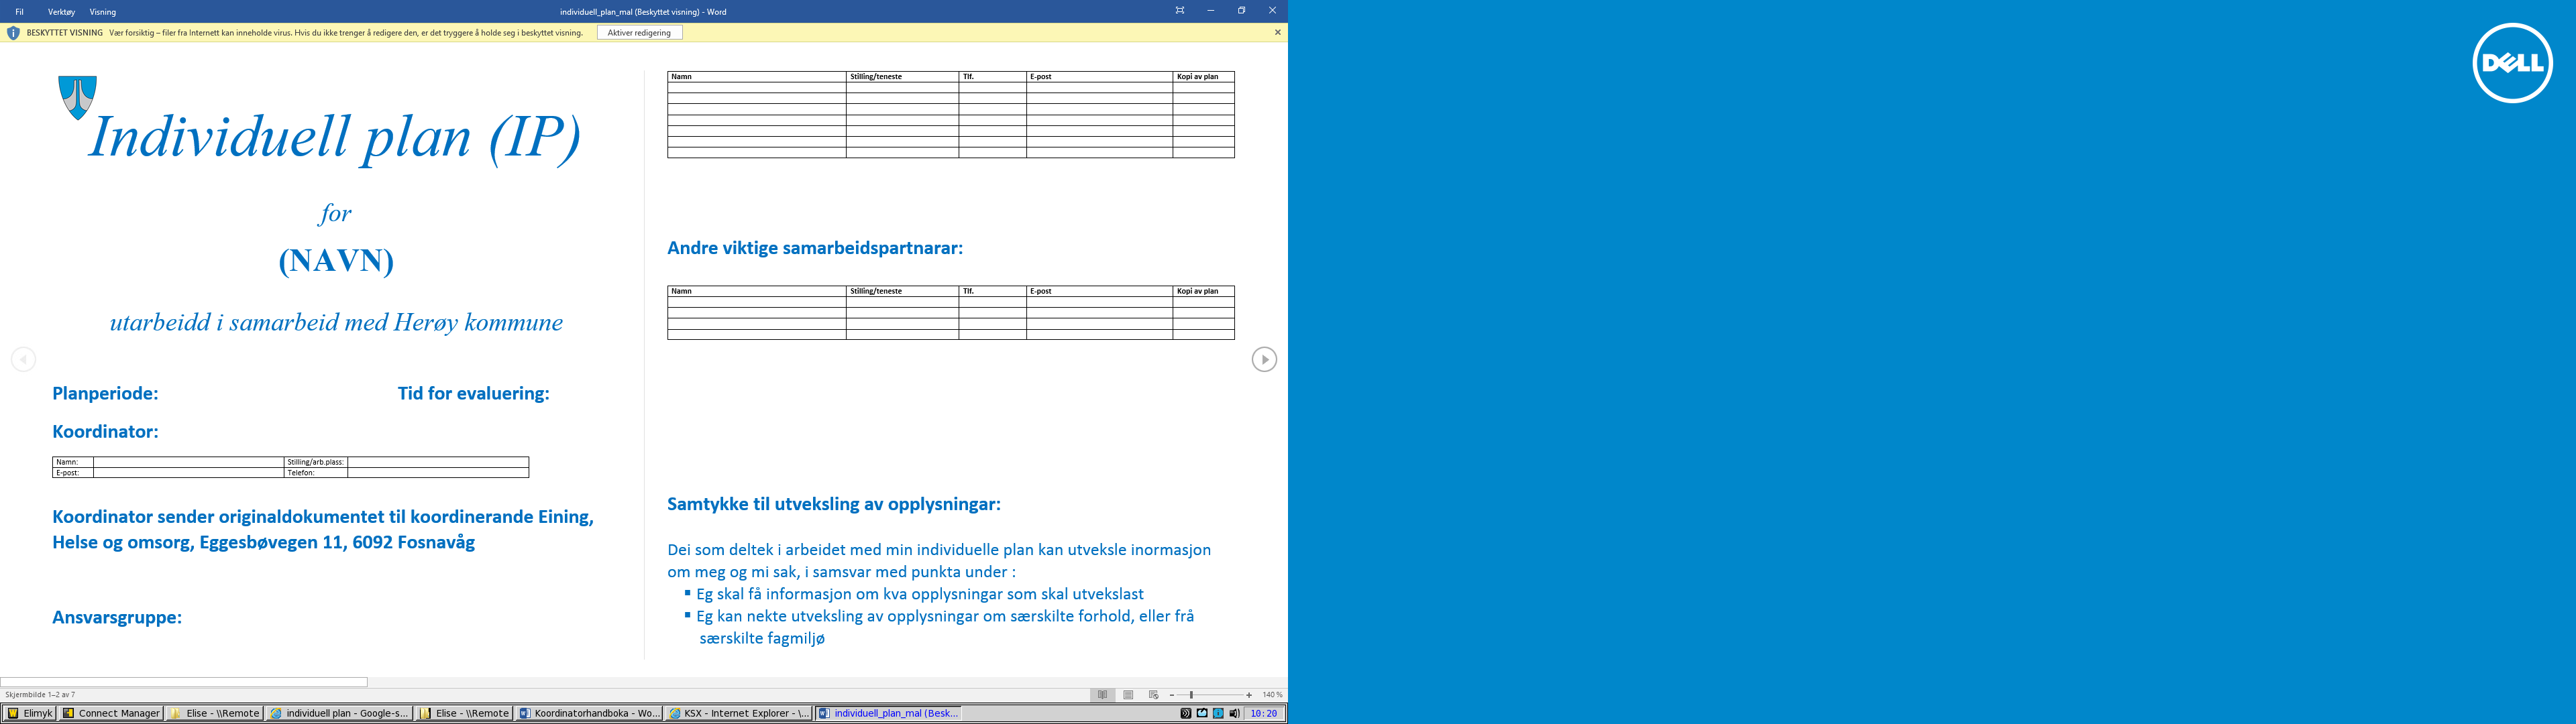 Fil Verktøy Visning individuell_plan_mal (Beskyttet visning) - Word
BESKYTTET VISNING Vær forsiktig – filer fra Internett kan inneholde virus. Hvis du ikke trenger å redigere den, er det tryggere å holde seg i beskyttet visning. Aktiver redigering
Individuell plan (IP)
for
(NAVN)
utarbeidd i samarbeid med Herøy kommune
Planperiode: Tid for evaluering:
Koordinator:
Namn: Stilling/arb.plass:
E-post: Telefon:
Koordinator sender originaldokumentet til koordinerande Eining,
Helse og omsorg, Eggesbøvegen 11, 6092 Fosnavåg
Ansvarsgruppe:
Namn Stilling/teneste Tlf. E-post Kopi av plan
Andre viktige samarbeidspartnarar:
Namn Stilling/teneste Tlf. E-post Kopi av plan
Samtykke til utveksling av opplysningar:
Dei som deltek i arbeidet med min individuelle plan kan utveksle inormasjon
om meg og mi sak, i samsvar med punkta under :
▪ Eg skal få informasjon om kva opplysningar som skal utvekslast
▪ Eg kan nekte utveksling av opplysningar om særskilte forhold, eller frå
særskilte fagmiljø
Skjermbilde 1–2 av 7 140 %
Elimyk Connect Manager Elise - \\Remote individuell plan - Google-s... Elise - \\Remote Koordinatorhandboka - Wo... KSX - Internet Explorer - \... individuell_plan_mal (Besk... 10:20
DELL